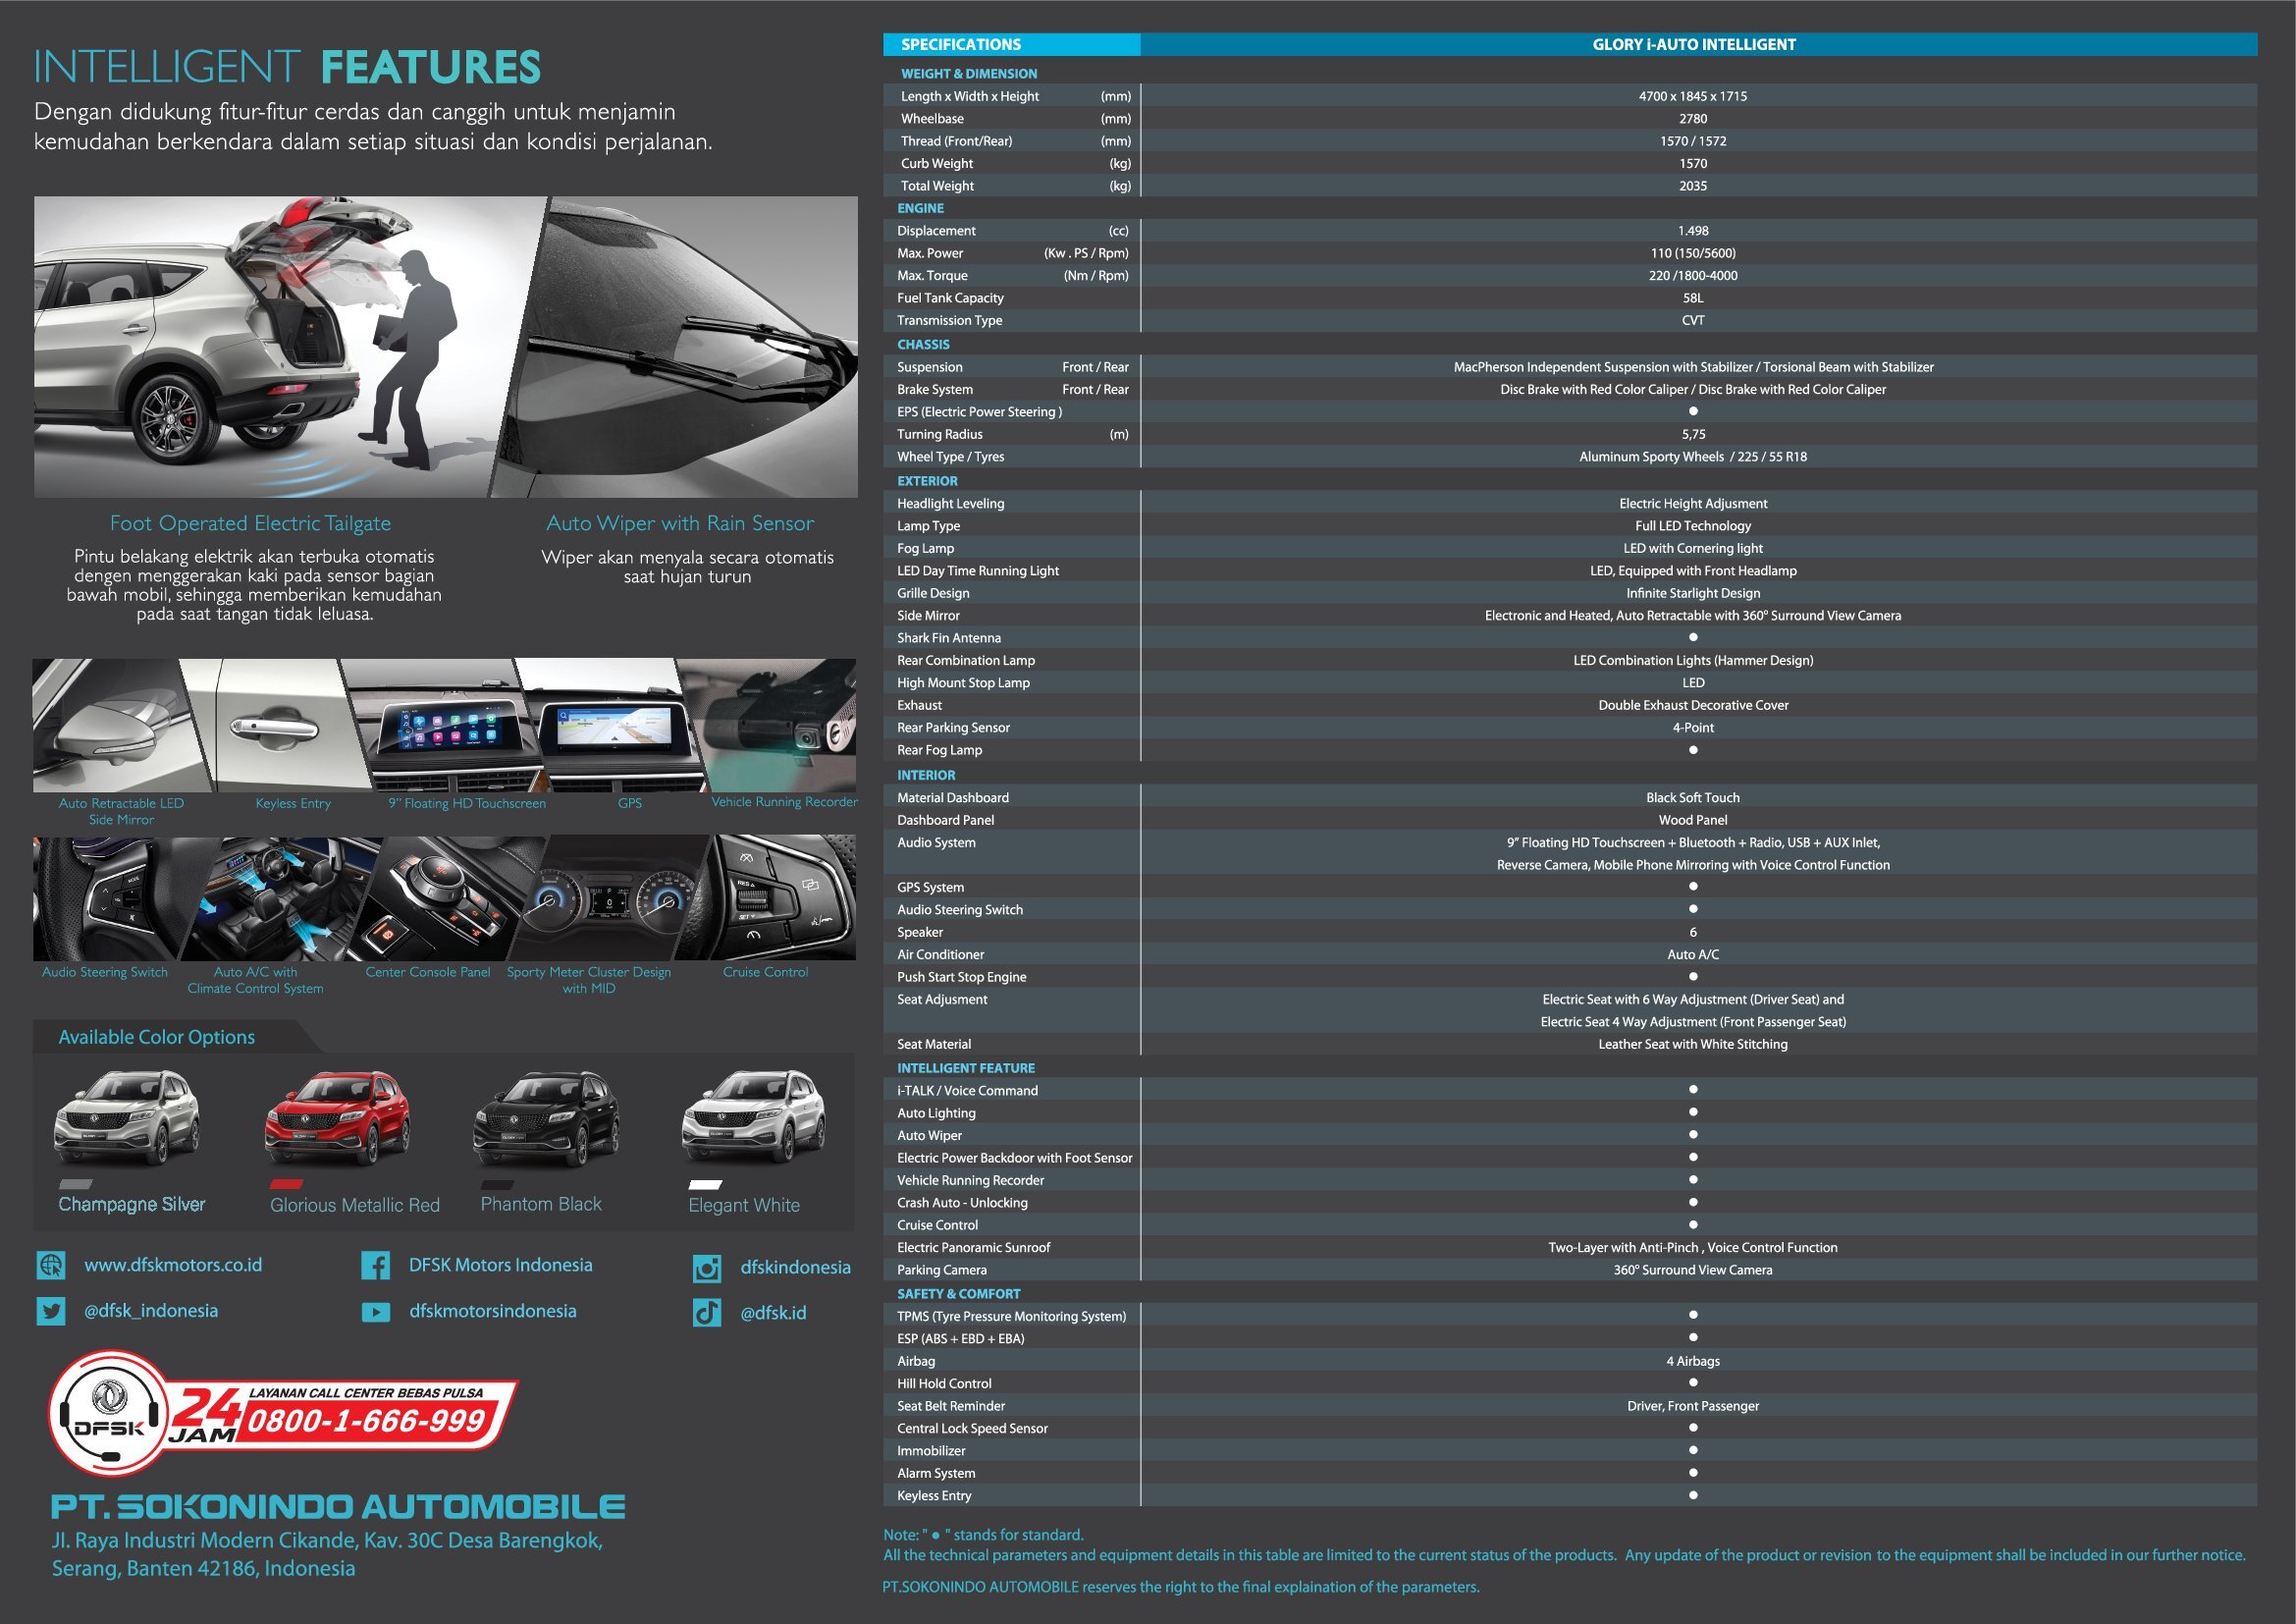 INTELLIGENT FEATURES
Dengan didukung fitur-fitur cerdas dan canggih untuk menjamin
kemudahan berkendara dalam setiap situasi dan kondisi perjalanan.
Foot Operated Electric Tailgate
Pintu belakang elektrik akan terbuka otomatis
dengen menggerakan kaki pada sensor bagian
bawah mobil, sehingga memberikan kemudahan
pada saat tangan tidak leluasa.
Auto Wiper with Rain Sensor
Wiper akan menyala secara otomatis
saat hujan turun
Auto Retractable LED
Side Mirror
Keyless Entry
9” Floating HD Touchscreen
GPS
Vehicle Running Recorder
Audio Steering Switch
Auto A/C with
Climate Control System
Center Console Panel
Sporty Meter Cluster Design
with MID
Cruise Control
Available Color Options
Champagne Silver
Glorious Metallic Red
Phantom Black
Elegant White
www.dfskmotors.co.id
DFSK Motors Indonesia
dfskindonesia
@dfsk_indonesia
dfskmotorsindonesia
@dfsk.id
DFSK
24
JAM
LAYANAN CALL CENTER BEBAS PULSA
0800-1-666-999
PT. SOKONINDO AUTOMOBILE
Jl. Raya Industri Modern Cikande, Kav. 30C Desa Barengkok,
Serang, Banten 42186, Indonesia
SPECIFICATIONS GLORY i-AUTO INTELLIGENT
WEIGHT & DIMENSION
Length x Width x Height (mm) 4700 x 1845 x 1715
Wheelbase (mm) 2780
Thread (Front/Rear) (mm) 1570 / 1572
Curb Weight (kg) 1570
Total Weight (kg) 2035
ENGINE
Displacement (cc) 1.498
Max. Power (Kw . PS / Rpm) 110 (150/5600)
Max. Torque (Nm / Rpm) 220 /1800-4000
Fuel Tank Capacity 58L
Transmission Type CVT
CHASSIS
Suspension Front / Rear MacPherson Independent Suspension with Stabilizer / Torsional Beam with Stabilizer
Brake System Front / Rear Disc Brake with Red Color Caliper / Disc Brake with Red Color Caliper
EPS (Electric Power Steering ) ●
Turning Radius (m) 5,75
Wheel Type / Tyres Aluminum Sporty Wheels / 225 / 55 R18
EXTERIOR
Headlight Leveling Electric Height Adjusment
Lamp Type Full LED Technology
Fog Lamp LED with Cornering light
LED Day Time Running Light LED, Equipped with Front Headlamp
Grille Design Infinite Starlight Design
Side Mirror Electronic and Heated, Auto Retractable with 360° Surround View Camera
Shark Fin Antenna ●
Rear Combination Lamp LED Combination Lights (Hammer Design)
High Mount Stop Lamp LED
Exhaust Double Exhaust Decorative Cover
Rear Parking Sensor 4-Point
Rear Fog Lamp ●
INTERIOR
Material Dashboard Black Soft Touch
Dashboard Panel Wood Panel
Audio System 9” Floating HD Touchscreen + Bluetooth + Radio, USB + AUX Inlet,
Reverse Camera, Mobile Phone Mirroring with Voice Control Function
GPS System ●
Audio Steering Switch ●
Speaker 6
Air Conditioner Auto A/C
Push Start Stop Engine ●
Seat Adjusment Electric Seat with 6 Way Adjustment (Driver Seat) and
Electric Seat 4 Way Adjustment (Front Passenger Seat)
Seat Material Leather Seat with White Stitching
INTELLIGENT FEATURE
i-TALK / Voice Command ●
Auto Lighting ●
Auto Wiper ●
Electric Power Backdoor with Foot Sensor ●
Vehicle Running Recorder ●
Crash Auto - Unlocking ●
Cruise Control ●
Electric Panoramic Sunroof Two-Layer with Anti-Pinch , Voice Control Function
Parking Camera 360° Surround View Camera
SAFETY & COMFORT
TPMS (Tyre Pressure Monitoring System) ●
ESP (ABS + EBD + EBA) ●
Airbag 4 Airbags
Hill Hold Control ●
Seat Belt Reminder Driver, Front Passenger
Central Lock Speed Sensor ●
Immobilizer ●
Alarm System ●
Keyless Entry ●
Note: " ● " stands for standard.
All the technical parameters and equipment details in this table are limited to the current status of the products. Any update of the product or revision to the equipment shall be included in our further notice.
PT.SOKONINDO AUTOMOBILE reserves the right to the final explaination of the parameters.